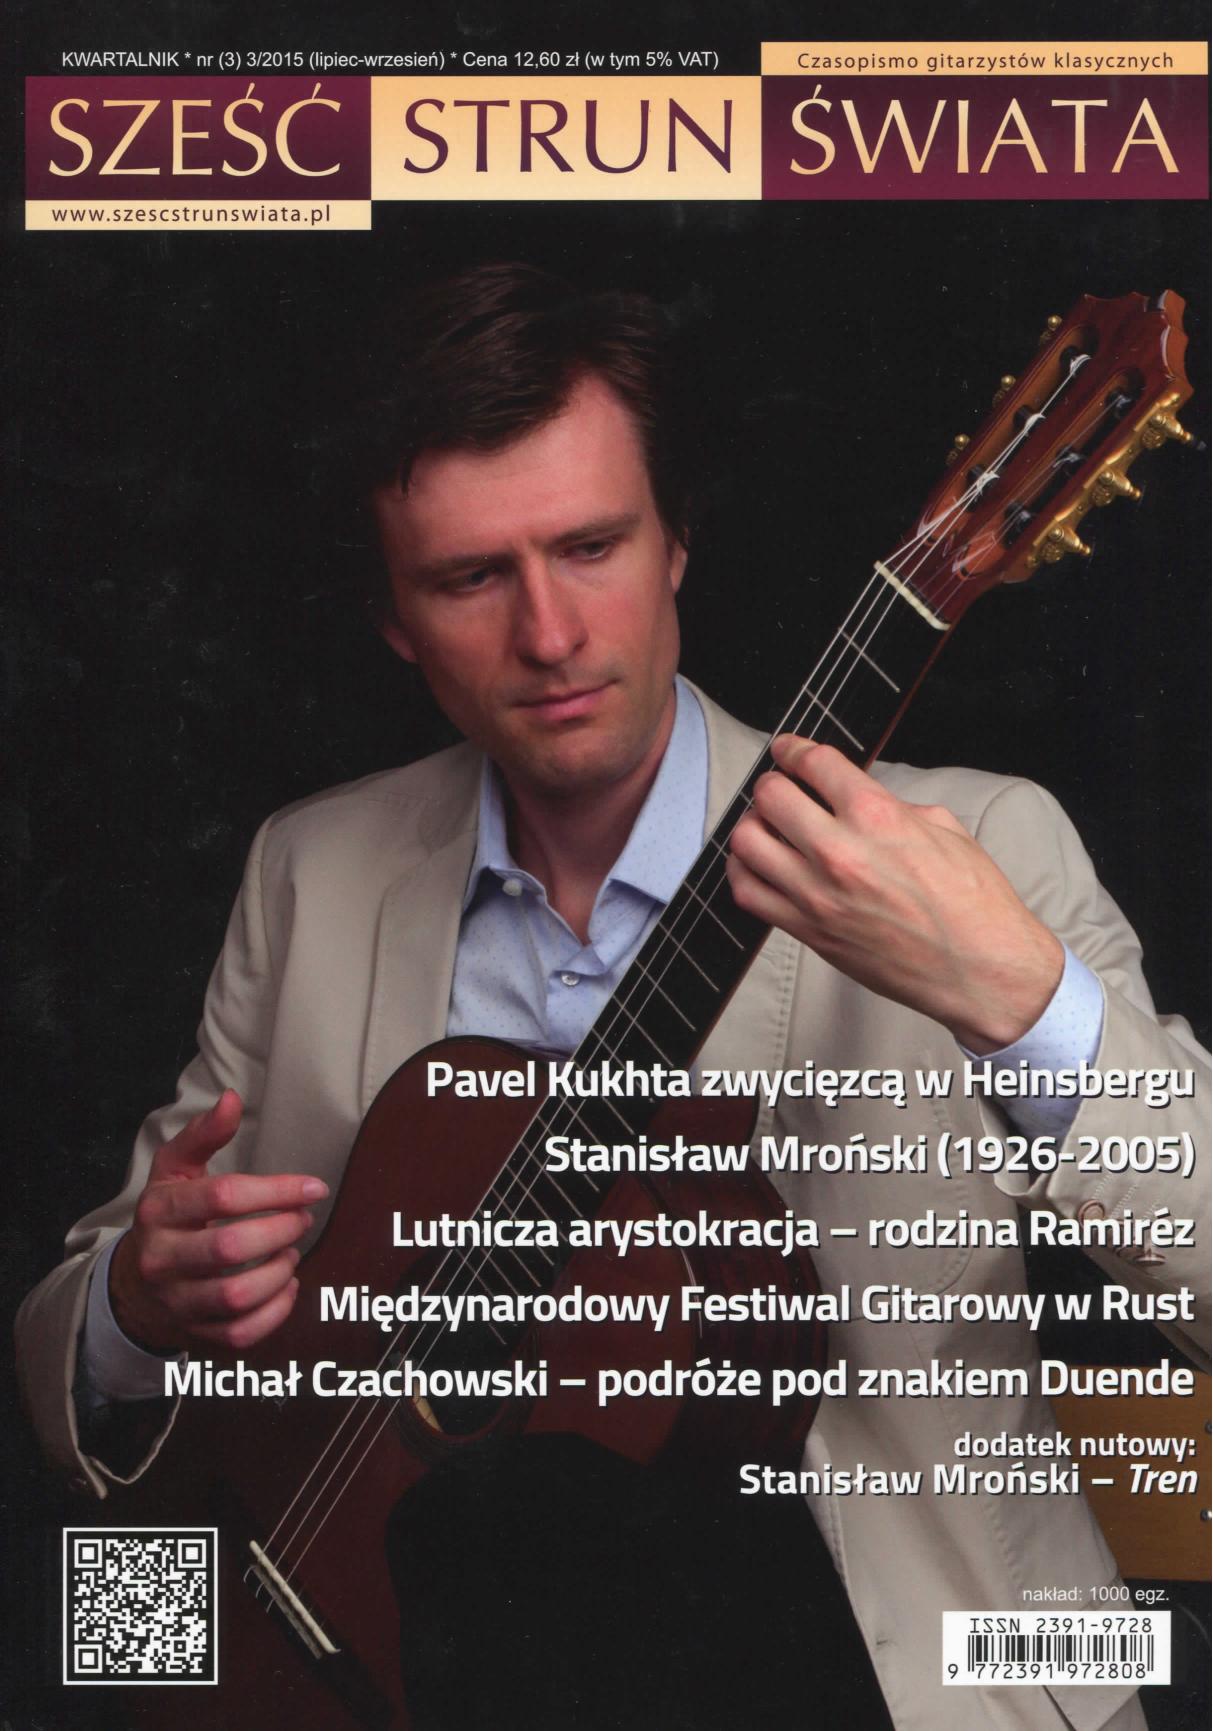 KWARTALNIK * nr (3) 3/2015 (lipiec-wrzesień) * Cena 12,60 zł (w tym 5% VAT)
Czasopismo gitarzystów klasycznych
SZEŚĆ STRUN ŚWIATA
www.szescstrunswiata.pl
Pavel Kukhta zwycięzcą w Heinsbergu
Stanisław Mroński (1926-2005)
Lutnicza arystokracja – rodzina Ramiréz
Międzynarodowy Festiwal Gitarowy w Rust
Michał Czachowski – podróże pod znakiem Duende
dodatek nutowy:
Stanisław Mroński – Tren
nakład: 1000 egz.
ISSN 2391-9728
9 772391 972808